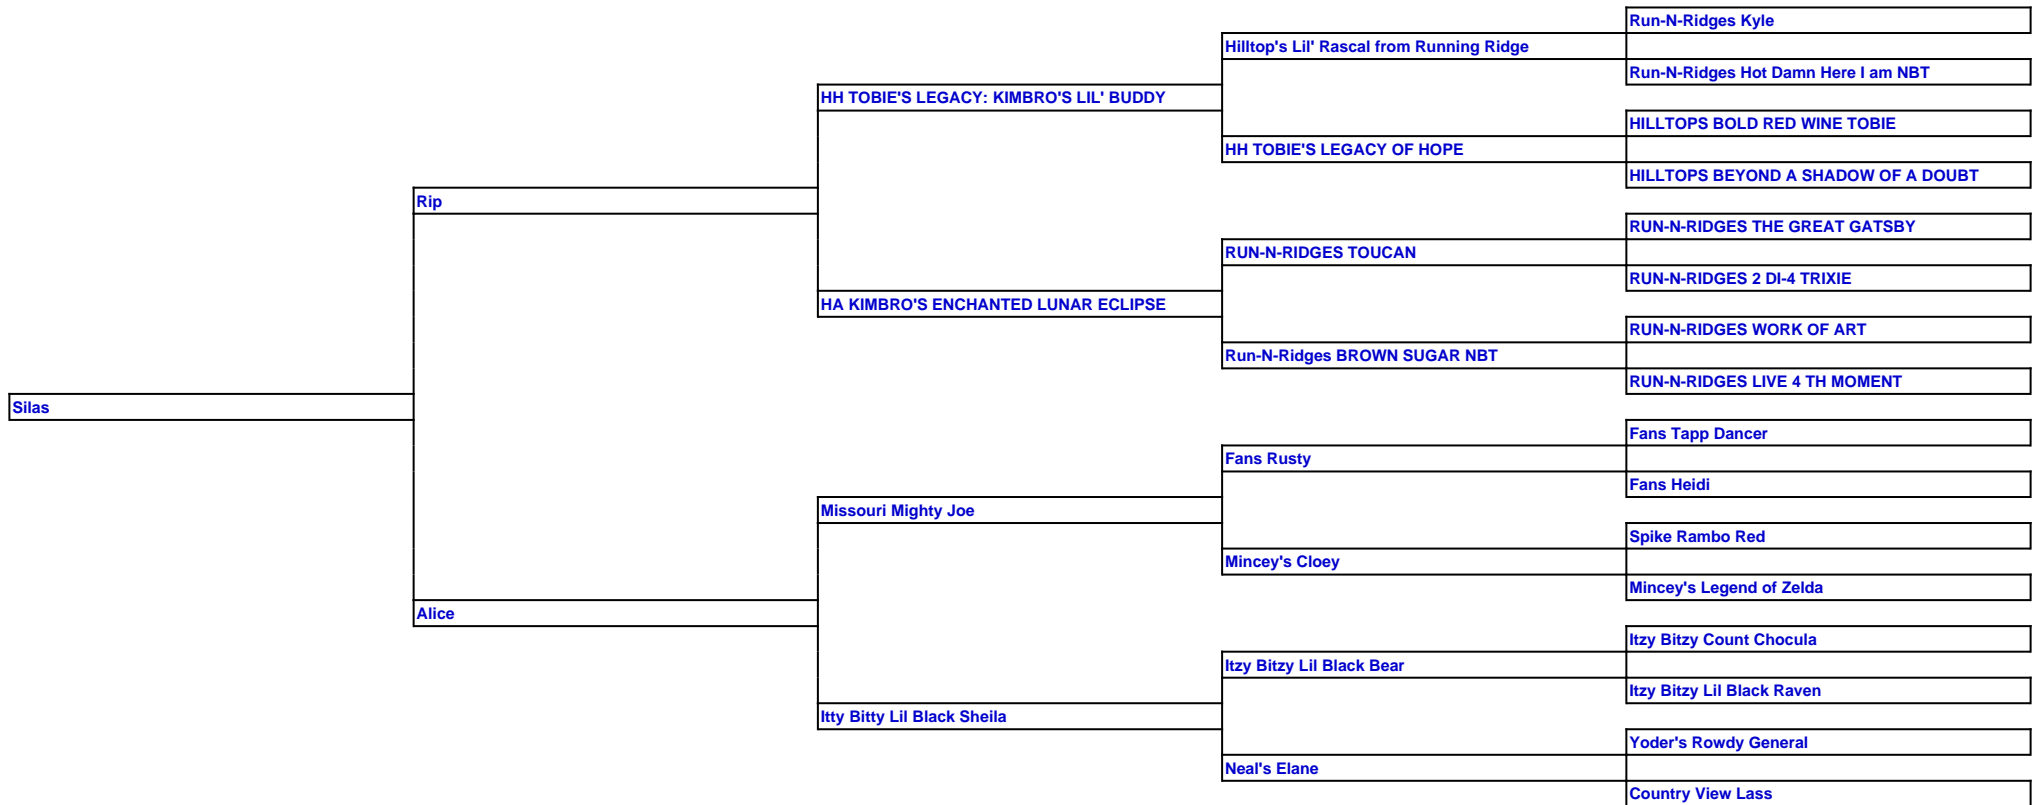 Run-N-Ridges Kyle
Hilltop's Lil' Rascal from Running Ridge
Run-N-Ridges Hot Damn Here I am NBT
HH TOBIE'S LEGACY: KIMBRO'S LIL' BUDDY
HILLTOPS BOLD RED WINE TOBIE
HH TOBIE'S LEGACY OF HOPE
HILLTOPS BEYOND A SHADOW OF A DOUBT
Rip
RUN-N-RIDGES THE GREAT GATSBY
RUN-N-RIDGES TOUCAN
RUN-N-RIDGES 2 DI-4 TRIXIE
HA KIMBRO'S ENCHANTED LUNAR ECLIPSE
RUN-N-RIDGES WORK OF ART
Run-N-Ridges BROWN SUGAR NBT
RUN-N-RIDGES LIVE 4 TH MOMENT
Silas
Fans Tapp Dancer
Fans Rusty
Fans Heidi
Missouri Mighty Joe
Spike Rambo Red
Mincey's Cloey
Mincey's Legend of Zelda
Alice
Itzy Bitzy Count Chocula
Itzy Bitzy Lil Black Bear
Itzy Bitzy Lil Black Raven
Itty Bitty Lil Black Sheila
Yoder's Rowdy General
Neal's Elane
Country View Lass